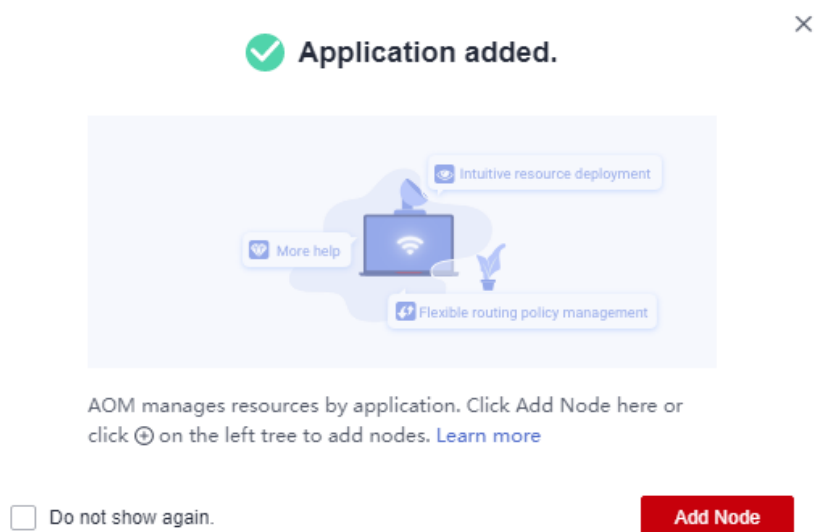 Application added.
Intuitive resource deployment
More help
Flexible routing policy management
AOM manages resources by application. Click Add Node here or
click ⊕ on the left tree to add nodes. Learn more
Do not show again.
Add Node